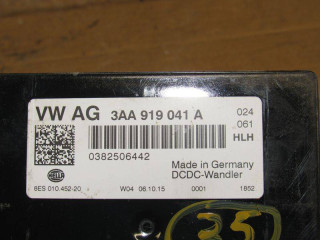 VW AG 3AA 919 041 A 024
061
HLH
0382506442
Made in Germany
DCDC-Wandler
8ES 010.452-20 W04 06.10.15 0001 1852
35